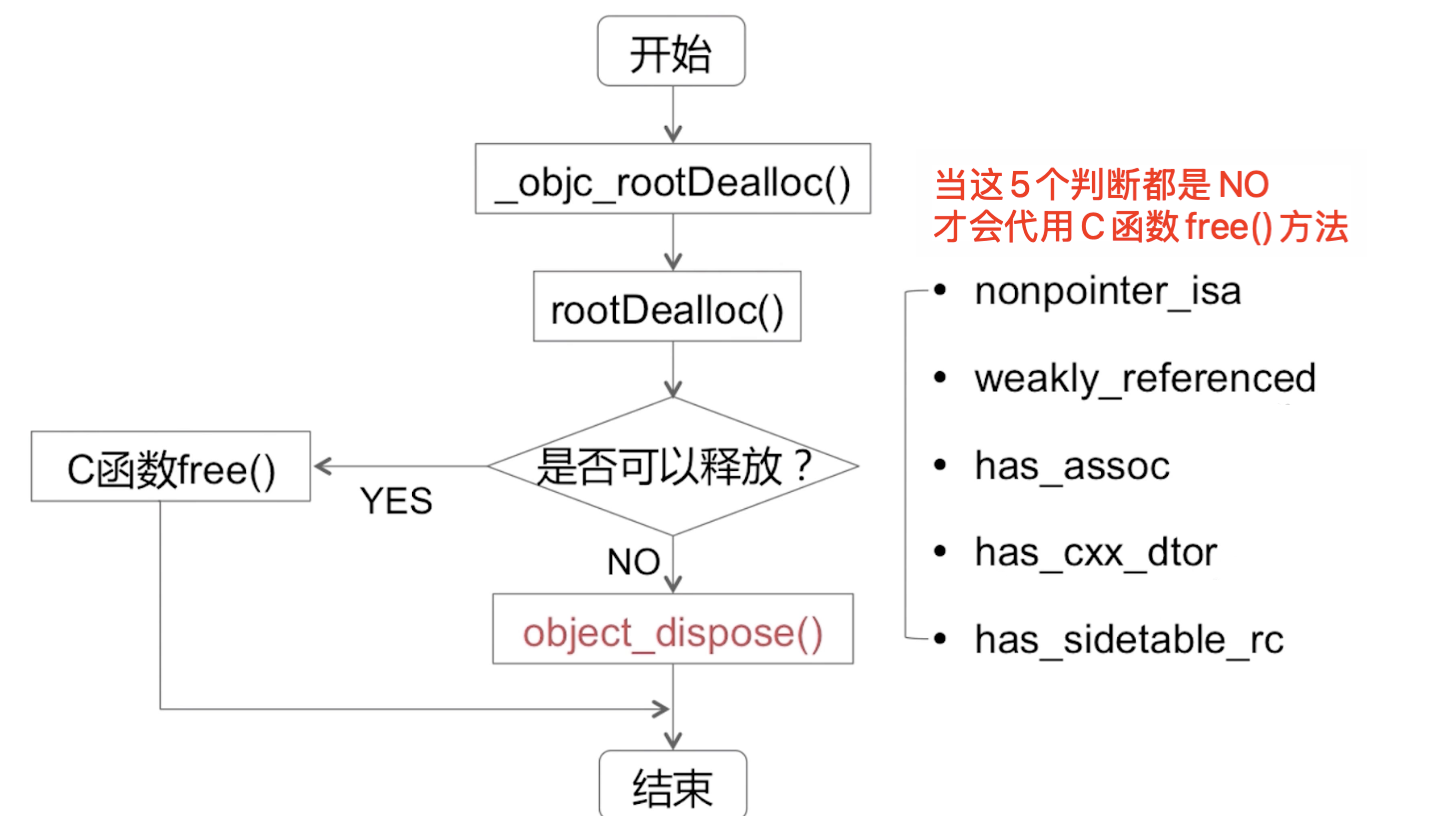 开始
_objc_rootDealloc()
rootDealloc()
是否可以释放？
YES
C函数free()
NO
object_dispose()
结束
当这5个判断都是NO
才会代用C函数free()方法
• nonpointer_isa
• weakly_referenced
• has_assoc
• has_cxx_dtor
• has_sidetable_rc